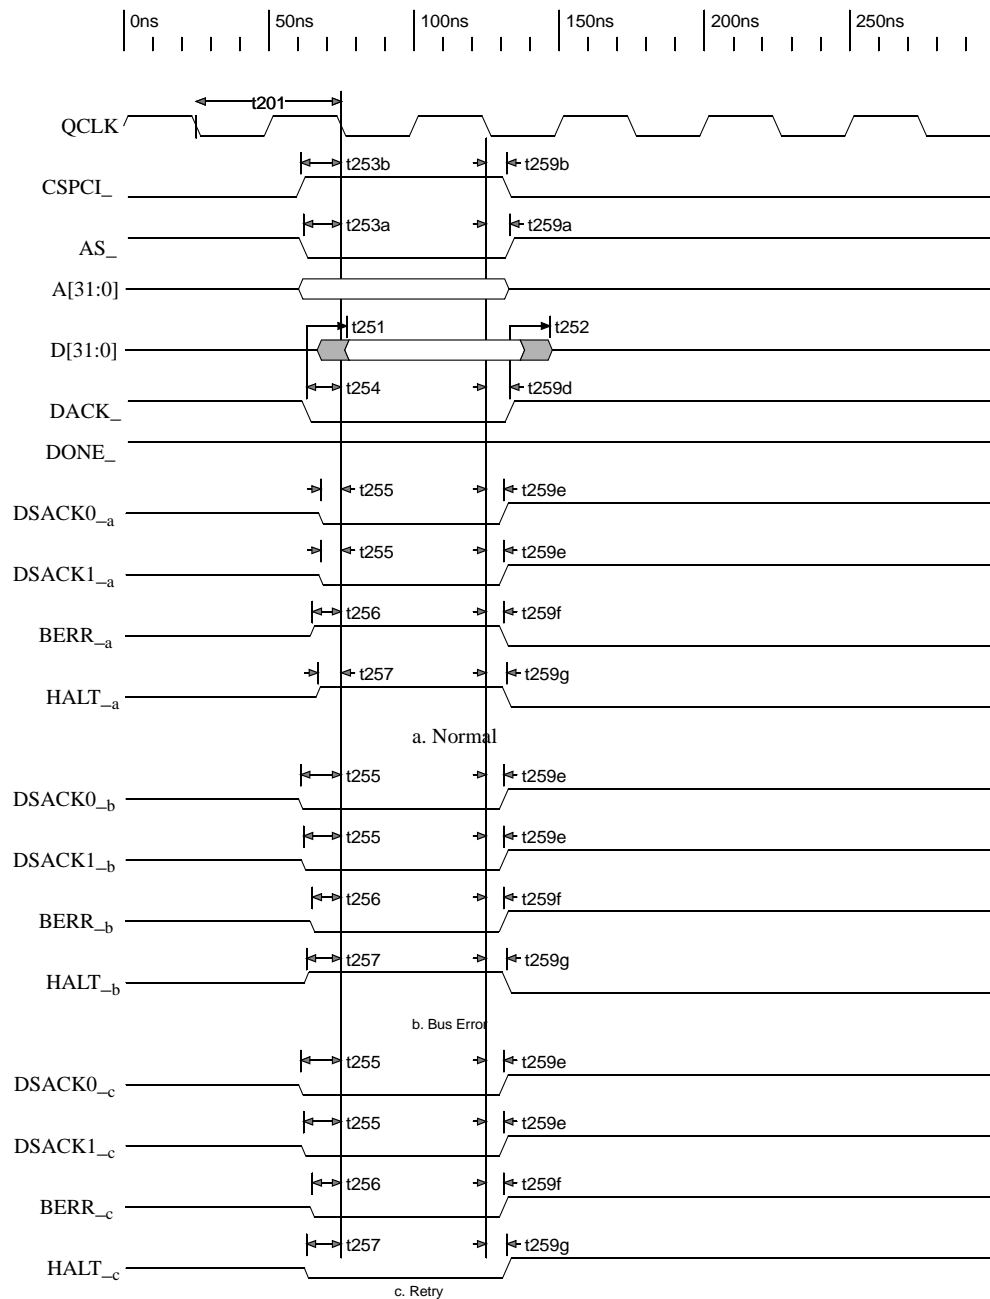 0ns 50ns 100ns 150ns 200ns 250ns
t201
QCLK
t253b t259b
CSPCI_
t253a t259a
AS_
A[31:0]
t251 t252
D[31:0]
t254 t259d
DACK_
DONE_
t255 t259e
DSACK0_a
t255 t259e
DSACK1_a
t256 t259f
BERR_a
t257 t259g
HALT_a
a. Normal
t255 t259e
DSACK0_b
t255 t259e
DSACK1_b
t256 t259f
BERR_b
t257 t259g
HALT_b
b. Bus Error
t255 t259e
DSACK0_c
t255 t259e
DSACK1_c
t256 t259f
BERR_c
t257 t259g
HALT_c
c. Retry